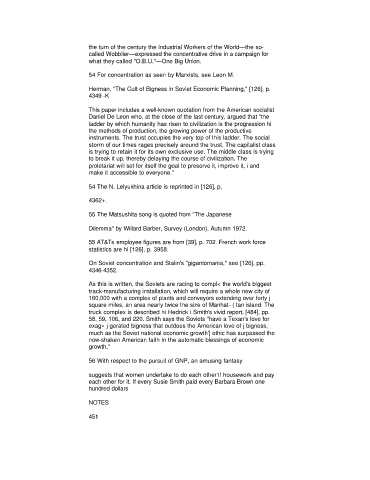 the turn of the century the Industrial Workers of the World—the so-
called Wobblier—expressed the concentrative drive in a campaign for
what they called "O.B.U."—One Big Union.
54 For concentration as seen by Marxists, see Leon M.
Herman, "The Cult of Bigness in Soviet Economic Planning," [126], p.
4349 -K
This paper includes a well-known quotation from the American socialist
Daniel De Leon who, at the close of the last century, argued that "the
ladder by which humanity has risen to civilization is the progression hi
the methods of production, the growing power of the productive
instruments. The trust occupies the very top of this ladder. The social
storm of our times rages precisely around the trust. The capitalist class
is trying to retain it for its own exclusive use. The middle class is trying
to break it up, thereby delaying the course of civilization. The
proletariat will set for itself the goal to preserve it, improve it, i and
make it accessible to everyone."
54 The N. Lelyukhina article is reprinted in [126], p,
4362+.
55 The Matsushita song is quoted from "The Japanese
Dilemma" by Willard Barber, Survey (London), Autumn 1972.
55 AT&Ts employee figures are from [39], p. 702. French work force
statistics are hi [126], p. 3958.
On Soviet concentration and Stalin's "gigantomania," see [126], pp.
4346-4352.
As this is written, the Soviets are racing to compl< the world's biggest
track-manufacturing installation, which will require a whole new city of
160,000 with a complex of plants and conveyors extending over forty j
square miles, an area nearly twice the size of Manhat- ( tan Island. The
truck complex is described hi Hedrick i Smith's vivid report, [484], pp.
58, 59, 106, and 220. Smith says the Soviets "have a Texan's love for
exag« j gerated bigness that outdoes the American love of j bigness,
much as the Soviet national economic growth'] ethic has surpassed the
now-shaken American faith in the automatic blessings of economic
growth."
56 With respect to the pursuit of GNP, an amusing fantasy
suggests that women undertake to do each other1! housework and pay
each other for it. If every Susie Smith paid every Barbara Brown one
hundred dollars
NOTES
451